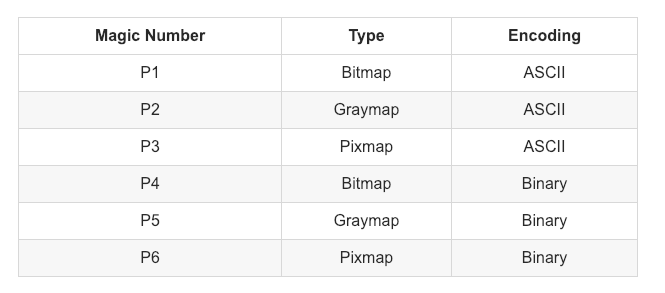 Magic Number Type Encoding
P1 Bitmap ASCII
P2 Graymap ASCII
P3 Pixmap ASCII
P4 Bitmap Binary
P5 Graymap Binary
P6 Pixmap Binary